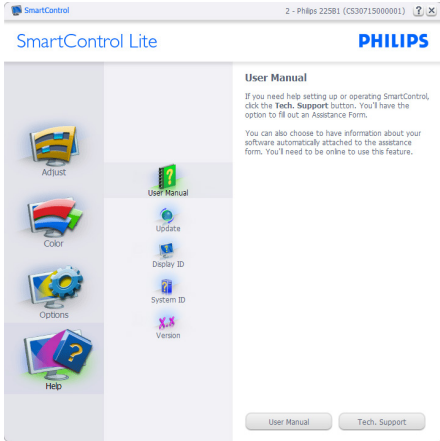 SmartControl
2 - Philips 225B1 (CS30715000001)
SmartControl Lite
PHILIPS
Adjust
Color
Options
Help
User Manual
Update
Display ID
System ID
Version
User Manual
If you need help setting up or operating SmartControl,
click the Tech. Support button. You'll have the
option to fill out an Assistance Form.
You can also choose to have information about your
software automatically attached to the assistance
form. You'll need to be online to use this feature.
User Manual
Tech. Support